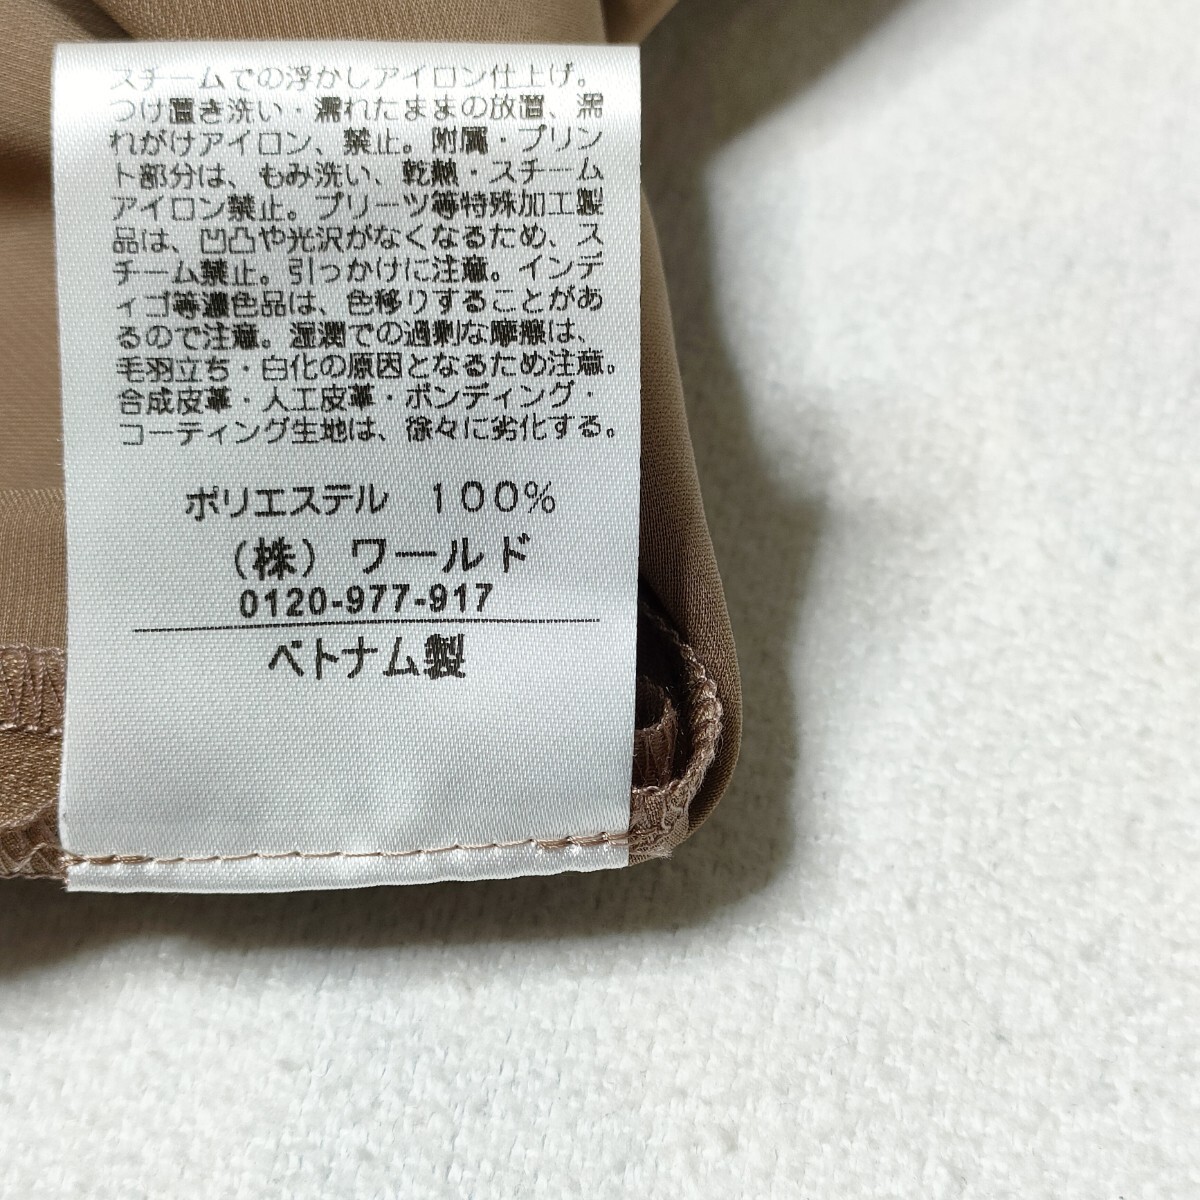 スチームでの浮かしアイロン仕上げ。
つけ置き洗い・濡れたままの放置、濡
れがけアイロン、禁止。附属・プリン
ト部分は、もみ洗い、乾熱・スチーム
アイロン禁止。プリーツ等特殊加工製
品は、凹凸や光沢がなくなるため、ス
チーム禁止。引っかけに注意。インデ
ィゴ等濃色品は、色移りすることがあ
るので注意。湿潤での過剰な摩擦は、
毛羽立ち・白化の原因となるため注意。
合成皮革・人工皮革・ボンディング・
コーティング生地は、徐々に劣化する。
ポリエステル 100%
(株) ワールド
0120-977-917
ベトナム製